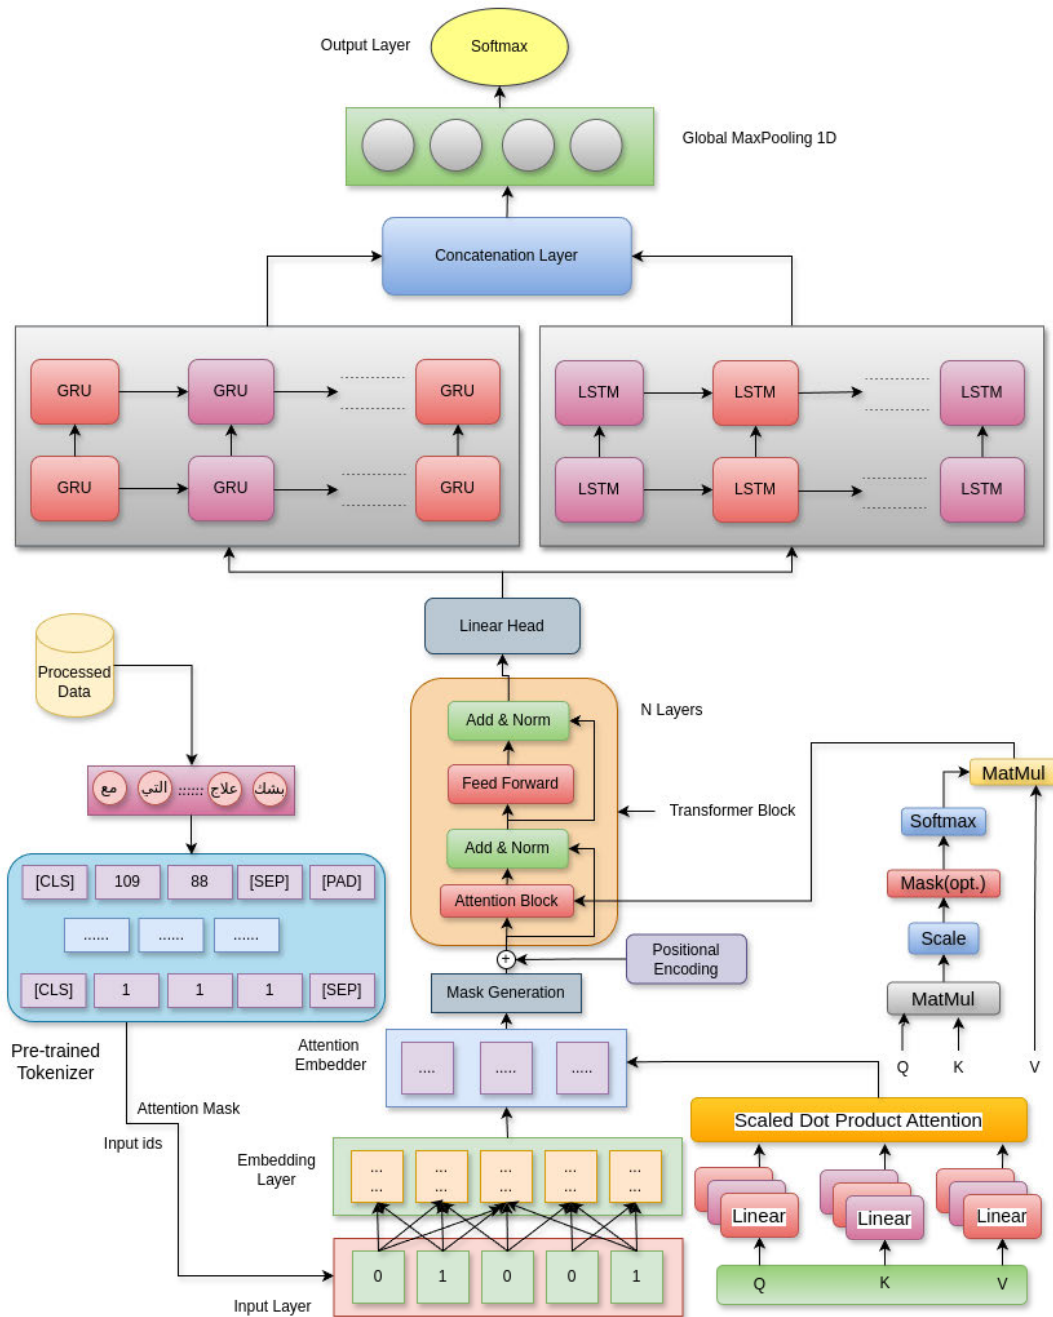 Output Layer
Softmax
Global MaxPooling 1D
Concatenation Layer
GRU
GRU
..............
GRU
GRU
GRU
..............
GRU
LSTM
LSTM
..............
LSTM
LSTM
LSTM
..............
LSTM
Linear Head
Processed
Data
N Layers
Add & Norm
Feed Forward
Transformer Block
Add & Norm
Attention Block
مع
التي
::::::
علاج
بشك
[CLS]
109
88
[SEP]
[PAD]
......
......
......
[CLS]
1
1
1
[SEP]
Pre-trained
Tokenizer
Attention Mask
Input ids
+
Positional
Encoding
Mask Generation
Attention
Embedder
....
.....
.....
Embedding
Layer
...
...
...
...
...
...
...
...
...
...
0
1
0
0
1
Input Layer
MatMul
Softmax
Mask(opt.)
Scale
MatMul
Q
K
V
Scaled Dot Product Attention
Linear
Linear
Linear
Q
K
V